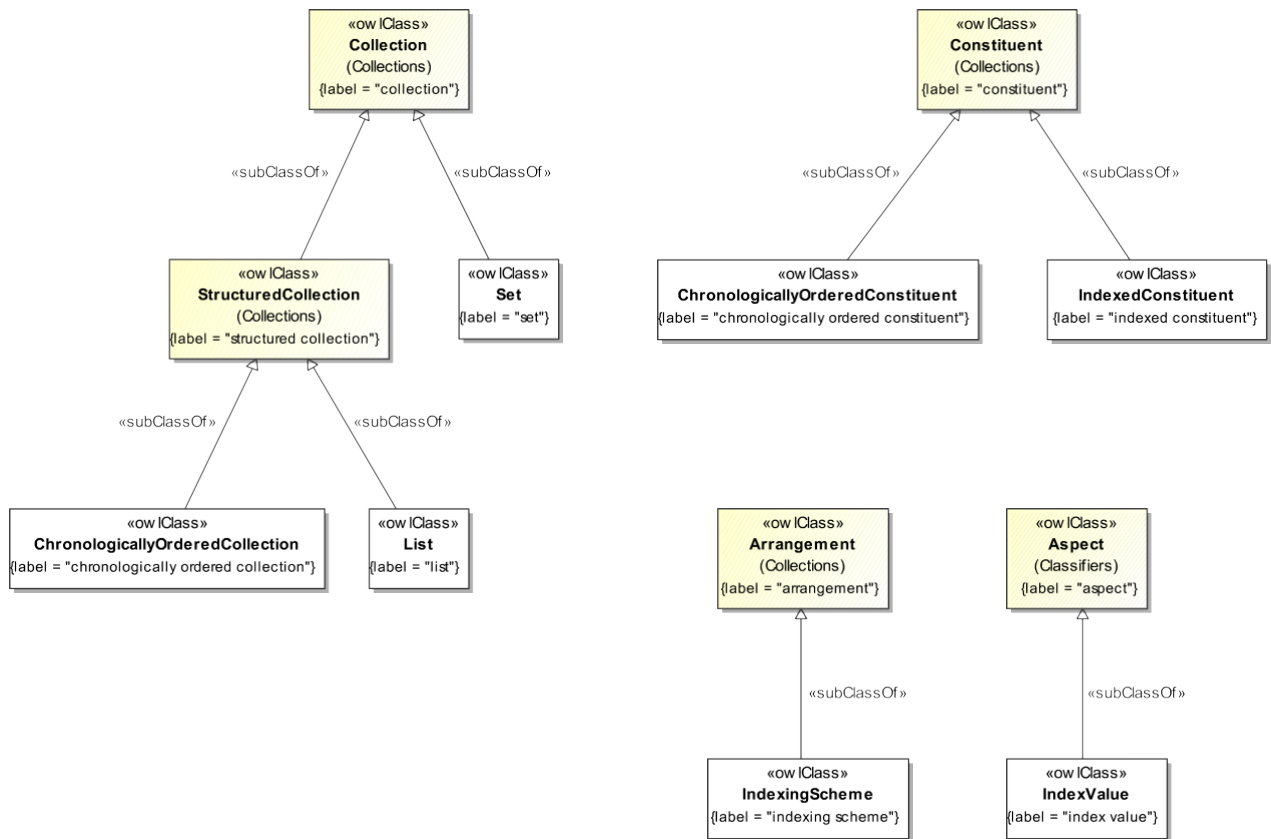 «owlClass»
Collection
(Collections)
{label = "collection"}
«owlClass»
Constituent
(Collections)
{label = "constituent"}
«subClassOf»
«subClassOf»
«subClassOf»
«subClassOf»
«owlClass»
StructuredCollection
(Collections)
{label = "structured collection"}
«owlClass»
Set
{label = "set"}
«owlClass»
ChronologicallyOrderedConstituent
{label = "chronologically ordered constituent"}
«owlClass»
IndexedConstituent
{label = "indexed constituent"}
«subClassOf»
«subClassOf»
«owlClass»
ChronologicallyOrderedCollection
{label = "chronologically ordered collection"}
«owlClass»
List
{label = "list"}
«owlClass»
Arrangement
(Collections)
{label = "arrangement"}
«owlClass»
Aspect
(Classifiers)
{label = "aspect"}
«subClassOf»
«subClassOf»
«owlClass»
IndexingScheme
{label = "indexing scheme"}
«owlClass»
IndexValue
{label = "index value"}